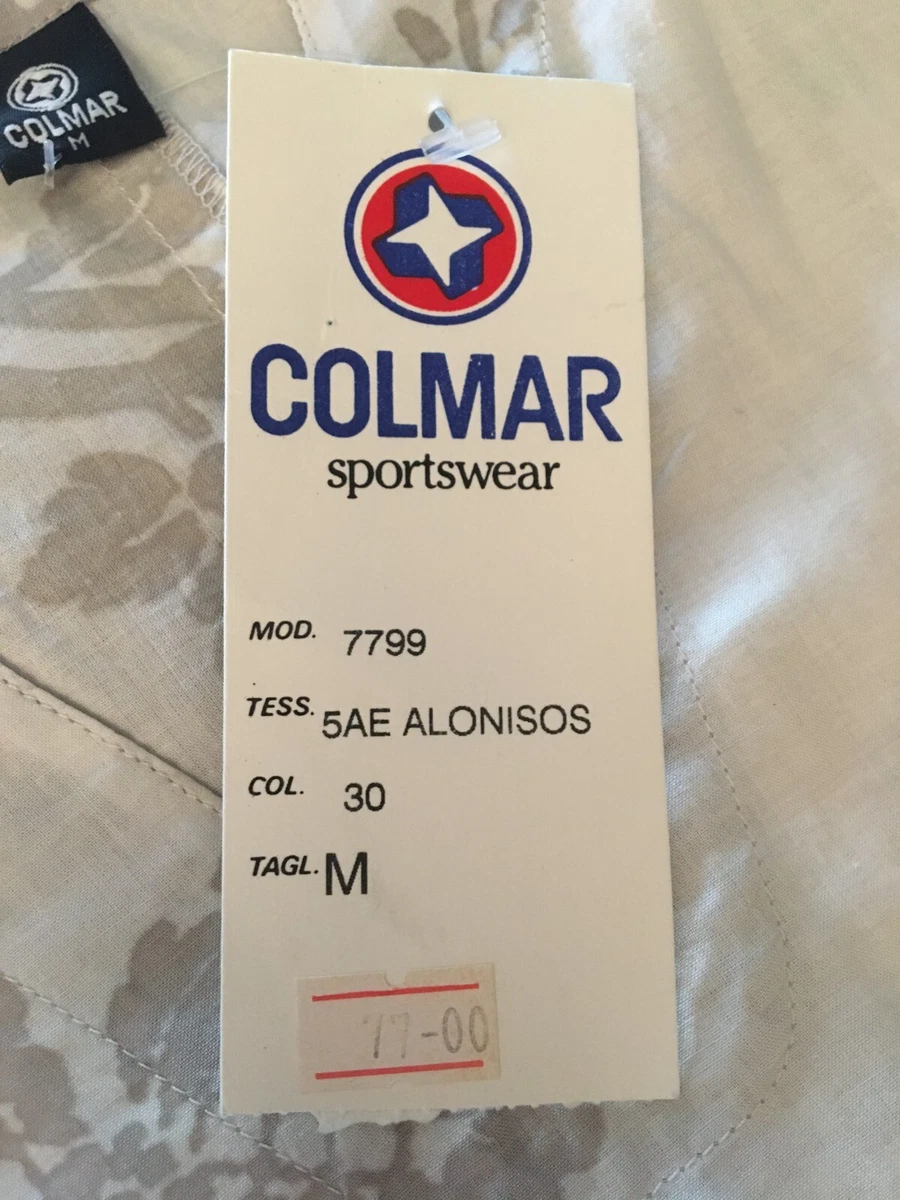 COLMAR
M
COLMAR
sportswear
MOD. 7799
TESS. 5AE ALONISOS
COL. 30
TAGL. M
77-00